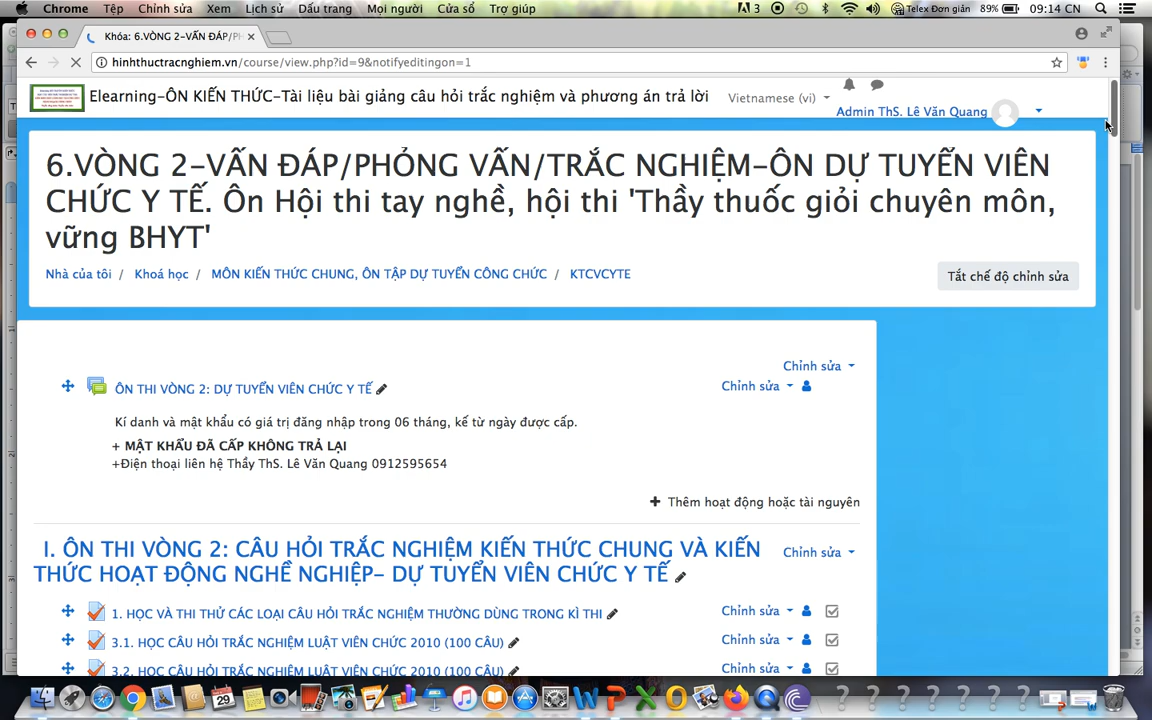 Chrome Tệp Chỉnh sửa Xem Lịch sử Dấu trang Mọi người Cửa sổ Trợ giúp 3 Telex Đơn giản 89% 09:14 CN
Khóa: 6.VÒNG 2-VẤN ĐÁP/PH
hinhthuctracnghiem.vn/course/view.php?id=9&notifyeditingon=1
Elearning-ÔN KIẾN THỨC-Tài liệu bài giảng câu hỏi trắc nghiệm và phương án trả lời
Vietnamese (vi)
Admin ThS. Lê Văn Quang
6.VÒNG 2-VẤN ĐÁP/PHỎNG VẤN/TRẮC NGHIỆM-ÔN DỰ TUYỂN VIÊN
CHỨC Y TẾ. Ôn Hội thi tay nghề, hội thi 'Thầy thuốc giỏi chuyên môn,
vững BHYT'
Nhà của tôi / Khoá học / MÔN KIẾN THỨC CHUNG, ÔN TẬP DỰ TUYỂN CÔNG CHỨC / KTCVCYTE
Tắt chế độ chỉnh sửa
Chỉnh sửa
ÔN THI VÒNG 2: DỰ TUYỂN VIÊN CHỨC Y TẾ Chỉnh sửa
Kí danh và mật khẩu có giá trị đăng nhập trong 06 tháng, kế từ ngày được cấp.
+ MẬT KHẨU ĐÃ CẤP KHÔNG TRẢ LẠI
+Điện thoại liên hệ Thầy ThS. Lê Văn Quang 0912595654
+ Thêm hoạt động hoặc tài nguyên
I. ÔN THI VÒNG 2: CÂU HỎI TRẮC NGHIỆM KIẾN THỨC CHUNG VÀ KIẾN
THỨC HOẠT ĐỘNG NGHỀ NGHIỆP- DỰ TUYỂN VIÊN CHỨC Y TẾ
Chỉnh sửa
1. HỌC VÀ THI THỬ CÁC LOẠI CÂU HỎI TRẮC NGHIỆM THƯỜNG DÙNG TRONG KÌ THI Chỉnh sửa
3.1. HỌC CÂU HỎI TRẮC NGHIỆM LUẬT VIÊN CHỨC 2010 (100 CÂU) Chỉnh sửa
3.2. HỌC CÂU HỎI TRẮC NGHIỆM LUẬT VIÊN CHỨC 2010 (100 CÂU) Chỉnh sửa